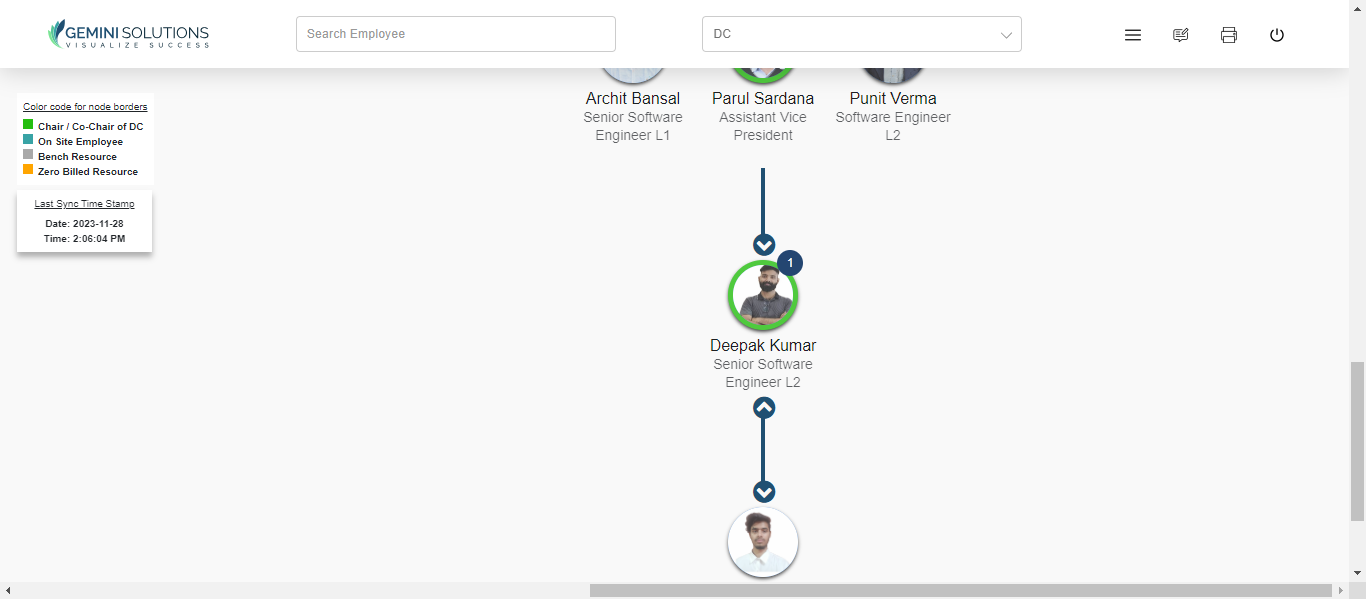 GEMINI SOLUTIONS
VISUALIZE SUCCESS
Search Employee
DC
Color code for node borders
Chair / Co-Chair of DC
On Site Employee
Bench Resource
Zero Billed Resource
Last Sync Time Stamp
Date: 2023-11-28
Time: 2:06:04 PM
Archit Bansal
Senior Software
Engineer L1
Parul Sardana
Assistant Vice
President
Punit Verma
Software Engineer
L2
1
Deepak Kumar
Senior Software
Engineer L2